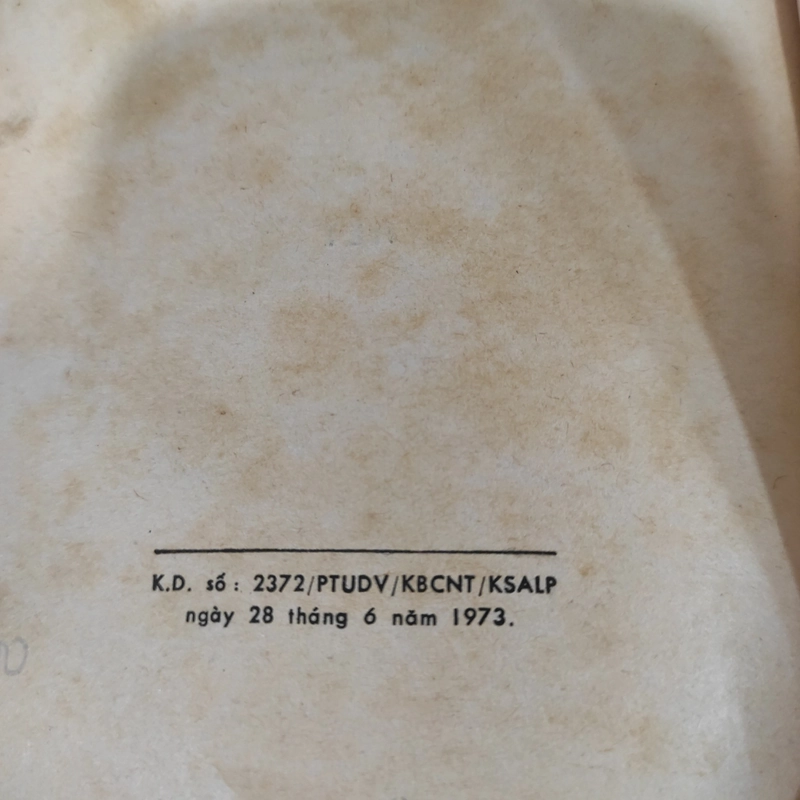 K.D. số : 2372/PTUDV/KBCNT/KSALP
ngày 28 tháng 6 năm 1973.